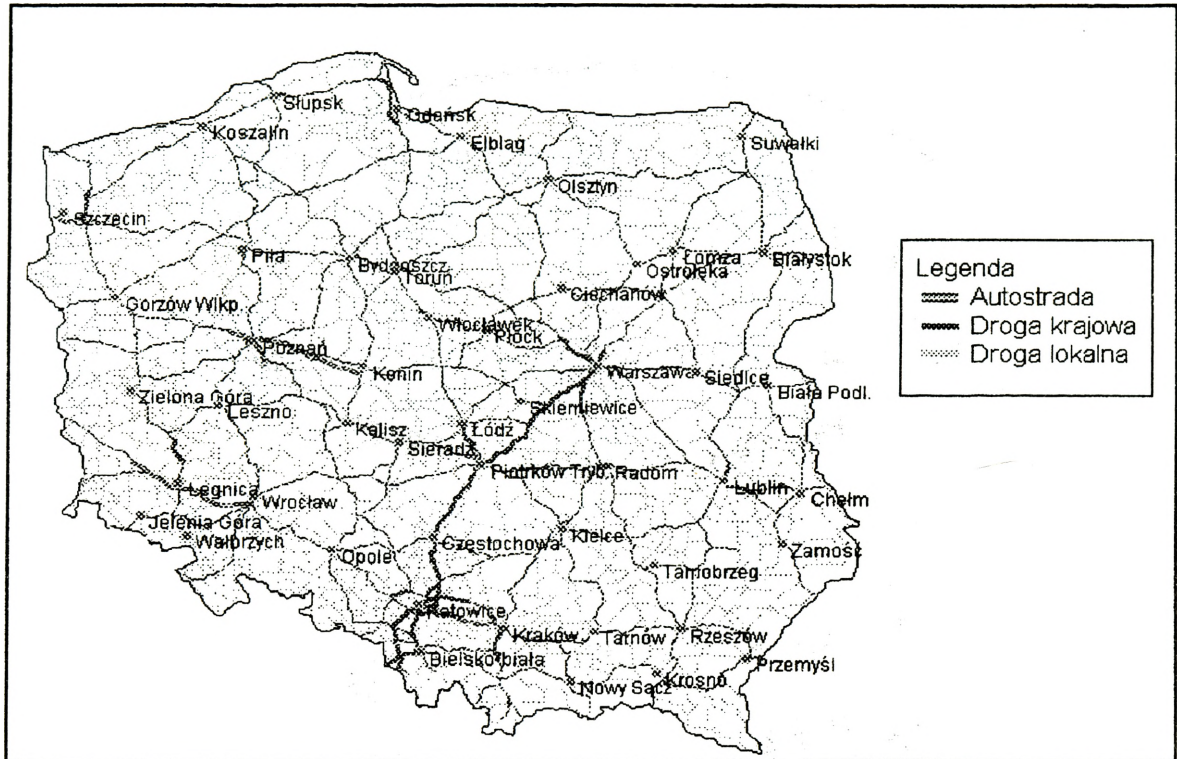 Słupsk
Gdańsk
Koszalin
Elbląg
Suwałki
Olsztyn
Szczecin
Piła
Bydgoszcz
Toruń
Łomża
Ostrołęka
Białystok
Gorzów Wlkp
Ciechanów
Włocławek
Płock
Poznań
Konin
Warszawa
Siedlce
Biała Podl.
Zielona Góra
Leszno
Skierniewice
Kalisz
Łódź
Sieradz
Piotrków Tryb.
Radom
Legnica
Wrocław
Lublin
Chełm
Jelenia Góra
Wałbrzych
Opole
Częstochowa
Kielce
Zamość
Tarnobrzeg
Katowice
Kraków
Tarnów
Rzeszów
Bielsko-biała
Przemyśl
Nowy Sącz
Krosno
Legenda
Autostrada
Droga krajowa
Droga lokalna